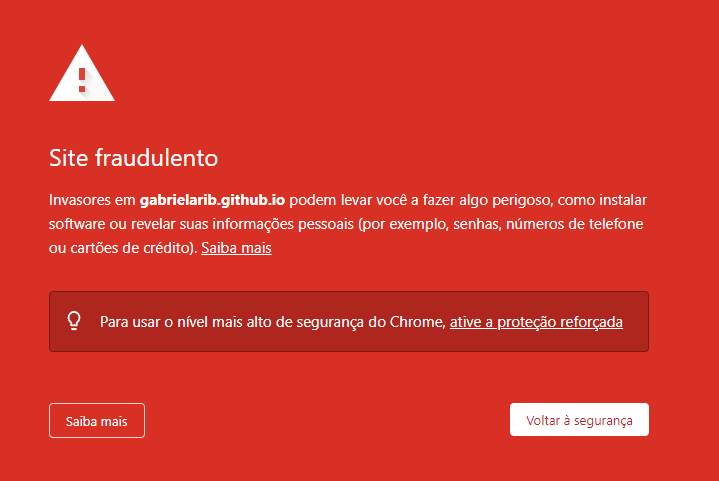 Site fraudulento
Invasores em gabrielarib.github.io podem levar você a fazer algo perigoso, como instalar
software ou revelar suas informações pessoais (por exemplo, senhas, números de telefone
ou cartões de crédito). Saiba mais
Para usar o nível mais alto de segurança do Chrome, ative a proteção reforçada
Saiba mais
Voltar à segurança